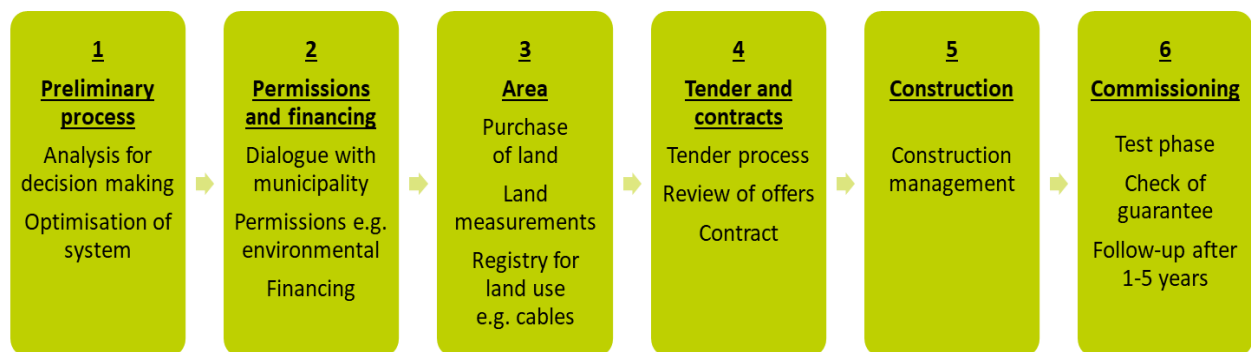 1
Preliminary
process
Analysis for
decision making
Optimisation of
system
2
Permissions
and financing
Dialogue with
municipality
Permissions e.g.
environmental
Financing
3
Area
Purchase
of land
Land
measurements
Registry for
land use
e.g. cables
4
Tender and
contracts
Tender process
Review of offers
Contract
5
Construction
Construction
management
6
Commissioning
Test phase
Check of
guarantee
Follow-up after
1-5 years